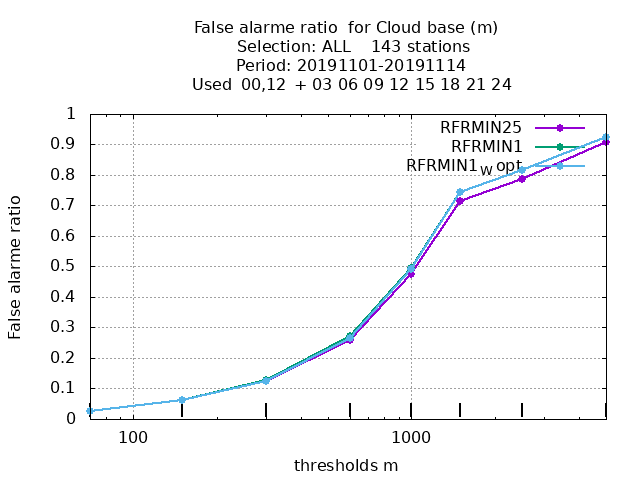 False alarme ratio  for Cloud base (m)
Selection: ALL    143 stations
Period: 20191101-20191114
Used  00,12  + 03 06 09 12 15 18 21 24
RFRMIN25
RFRMIN1
RFRMIN1W opt
1
0.9
0.8
0.7
0.6
0.5
0.4
0.3
0.2
0.1
0
False alarme ratio
100
1000
thresholds m